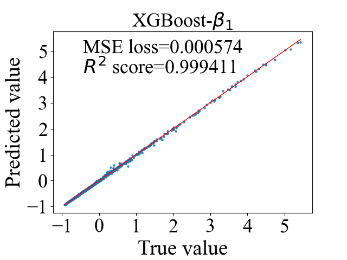 XGBoost-β₁
MSE loss=0.000574
R² score=0.999411
Predicted value
5
4
3
2
1
0
−1
−1 0 1 2 3 4 5
True value